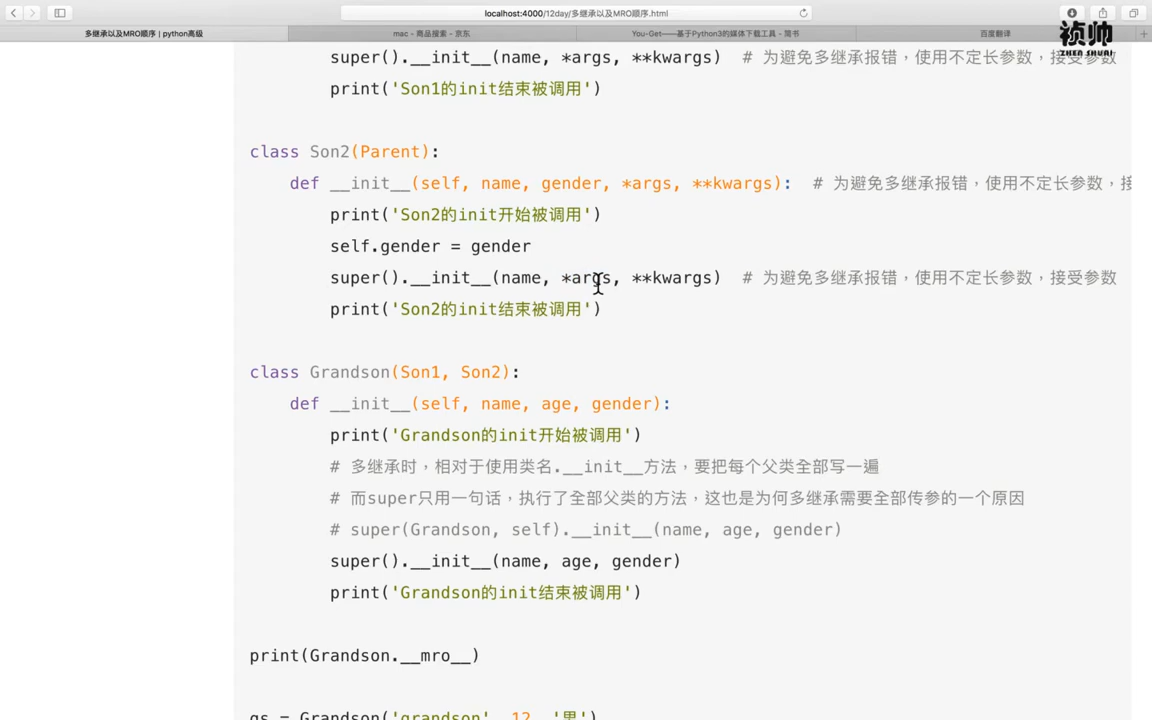 localhost:4000/12day/多继承以及MRO顺序.html
多继承以及MRO顺序 | python高级
mac - 商品搜索 - 京东
You-Get——基于Python3的媒体下载工具 - 简书
百度翻译
祯帅
ZHEN SHUAI
super().__init__(name, *args, **kwargs)  # 为避免多继承报错，使用不定长参数，接受参数
print('Son1的init结束被调用')
class Son2(Parent):
def __init__(self, name, gender, *args, **kwargs):  # 为避免多继承报错，使用不定长参数，接
print('Son2的init开始被调用')
self.gender = gender
super().__init__(name, *args, **kwargs)  # 为避免多继承报错，使用不定长参数，接受参数
print('Son2的init结束被调用')
class Grandson(Son1, Son2):
def __init__(self, name, age, gender):
print('Grandson的init开始被调用')
# 多继承时，相对于使用类名.__init__方法，要把每个父类全部写一遍
# 而super只用一句话，执行了全部父类的方法，这也是为何多继承需要全部传参的一个原因
# super(Grandson, self).__init__(name, age, gender)
super().__init__(name, age, gender)
print('Grandson的init结束被调用')
print(Grandson.__mro__)
gs = Grandson('grandson', 12, '男')